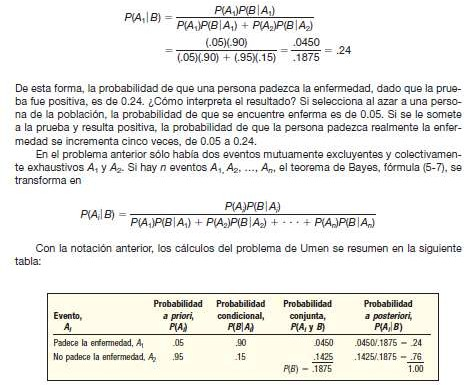 P(A₁|B) = P(A₁)P(B|A₁) / P(A₁)P(B|A₁) + P(A₂)P(B|A₂)
= (.05)(.90) / (.05)(.90) + (.95)(.15) = .0450 / .1875 = .24
De esta forma, la probabilidad de que una persona padezca la enfermedad, dado que la prue-
ba fue positiva, es de 0.24. ¿Cómo interpreta el resultado? Si selecciona al azar a una perso-
na de la población, la probabilidad de que se encuentre enferma es de 0.05. Si se le somete
a la prueba y resulta positiva, la probabilidad de que la persona padezca realmente la enfer-
medad se incrementa cinco veces, de 0.05 a 0.24.
En el problema anterior sólo había dos eventos mutuamente excluyentes y colectivamen-
te exhaustivos A₁ y A₂. Si hay n eventos A₁, A₂, ..., Aₙ, el teorema de Bayes, fórmula (5-7), se
transforma en
P(Aᵢ|B) = P(Aᵢ)P(B|Aᵢ) / P(A₁)P(B|A₁) + P(A₂)P(B|A₂) + · · · + P(Aₙ)P(B|Aₙ)
Con la notación anterior, los cálculos del problema de Umen se resumen en la siguiente
tabla:
Probabilidad Probabilidad Probabilidad Probabilidad
Evento, a priori, condicional, conjunta, a posteriori,
Aᵢ P(Aᵢ) P(B|Aᵢ) P(Aᵢ y B) P(Aᵢ|B)
Padece la enfermedad, A₁ .05 .90 .0450 .0450/.1875 = .24
No padece la enfermedad, A₂ .95 .15 .1425 .1425/.1875 = .76
P(B) = .1875 1.00